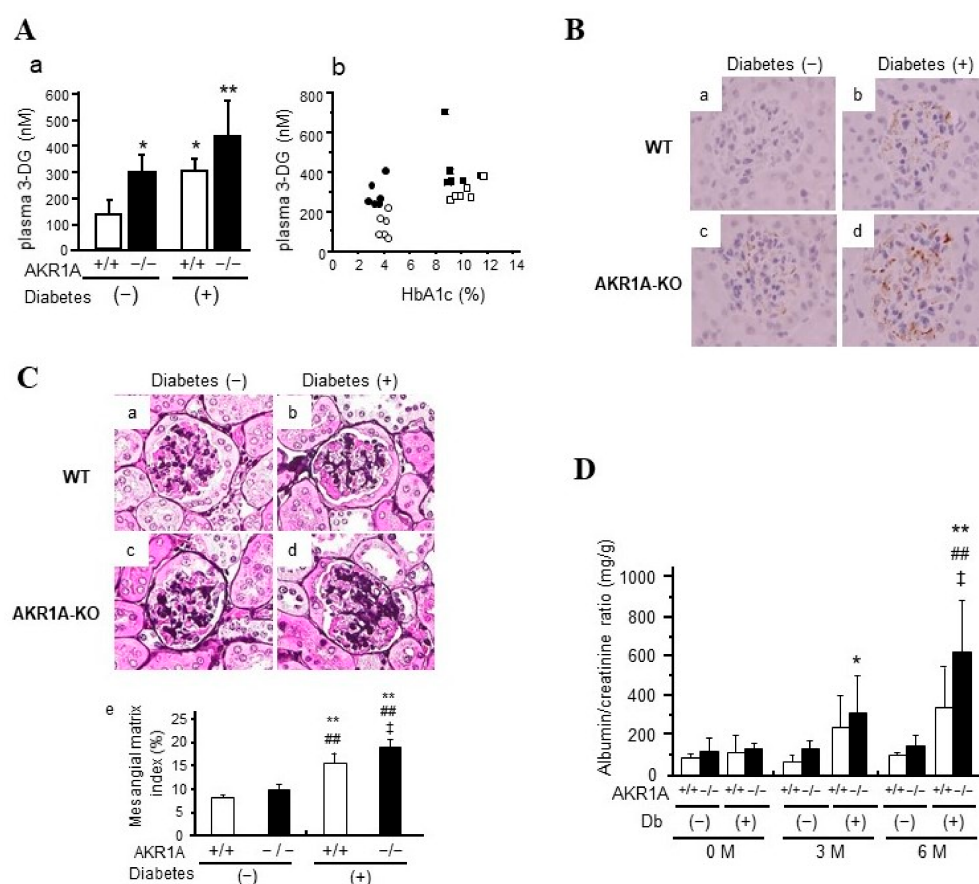 A
a
plasma 3-DG (nM)
600
500
400
300
200
100
0
*
*
**
AKR1A +/+ −/− +/+ −/−
Diabetes (−) (+)
b
plasma 3-DG (nM)
800
600
400
200
0
0 2 4 6 8 10 12 14
HbA1c (%)
B
Diabetes (−) Diabetes (+)
a b
WT
c d
AKR1A-KO
C
Diabetes (−) Diabetes (+)
a b
WT
c d
AKR1A-KO
e
Mesangial matrix
index (%)
25
20
15
10
5
0
**
##
**
##
‡
AKR1A +/+ −/− +/+ −/−
Diabetes (−) (+)
D
Albumin/creatinine ratio (mg/g)
1000
800
600
400
200
0
*
**
##
‡
AKR1A +/+ −/− +/+ −/− +/+ −/− +/+ −/− +/+ −/− +/+ −/−
Db (−) (+) (−) (+) (−) (+)
0 M 3 M 6 M